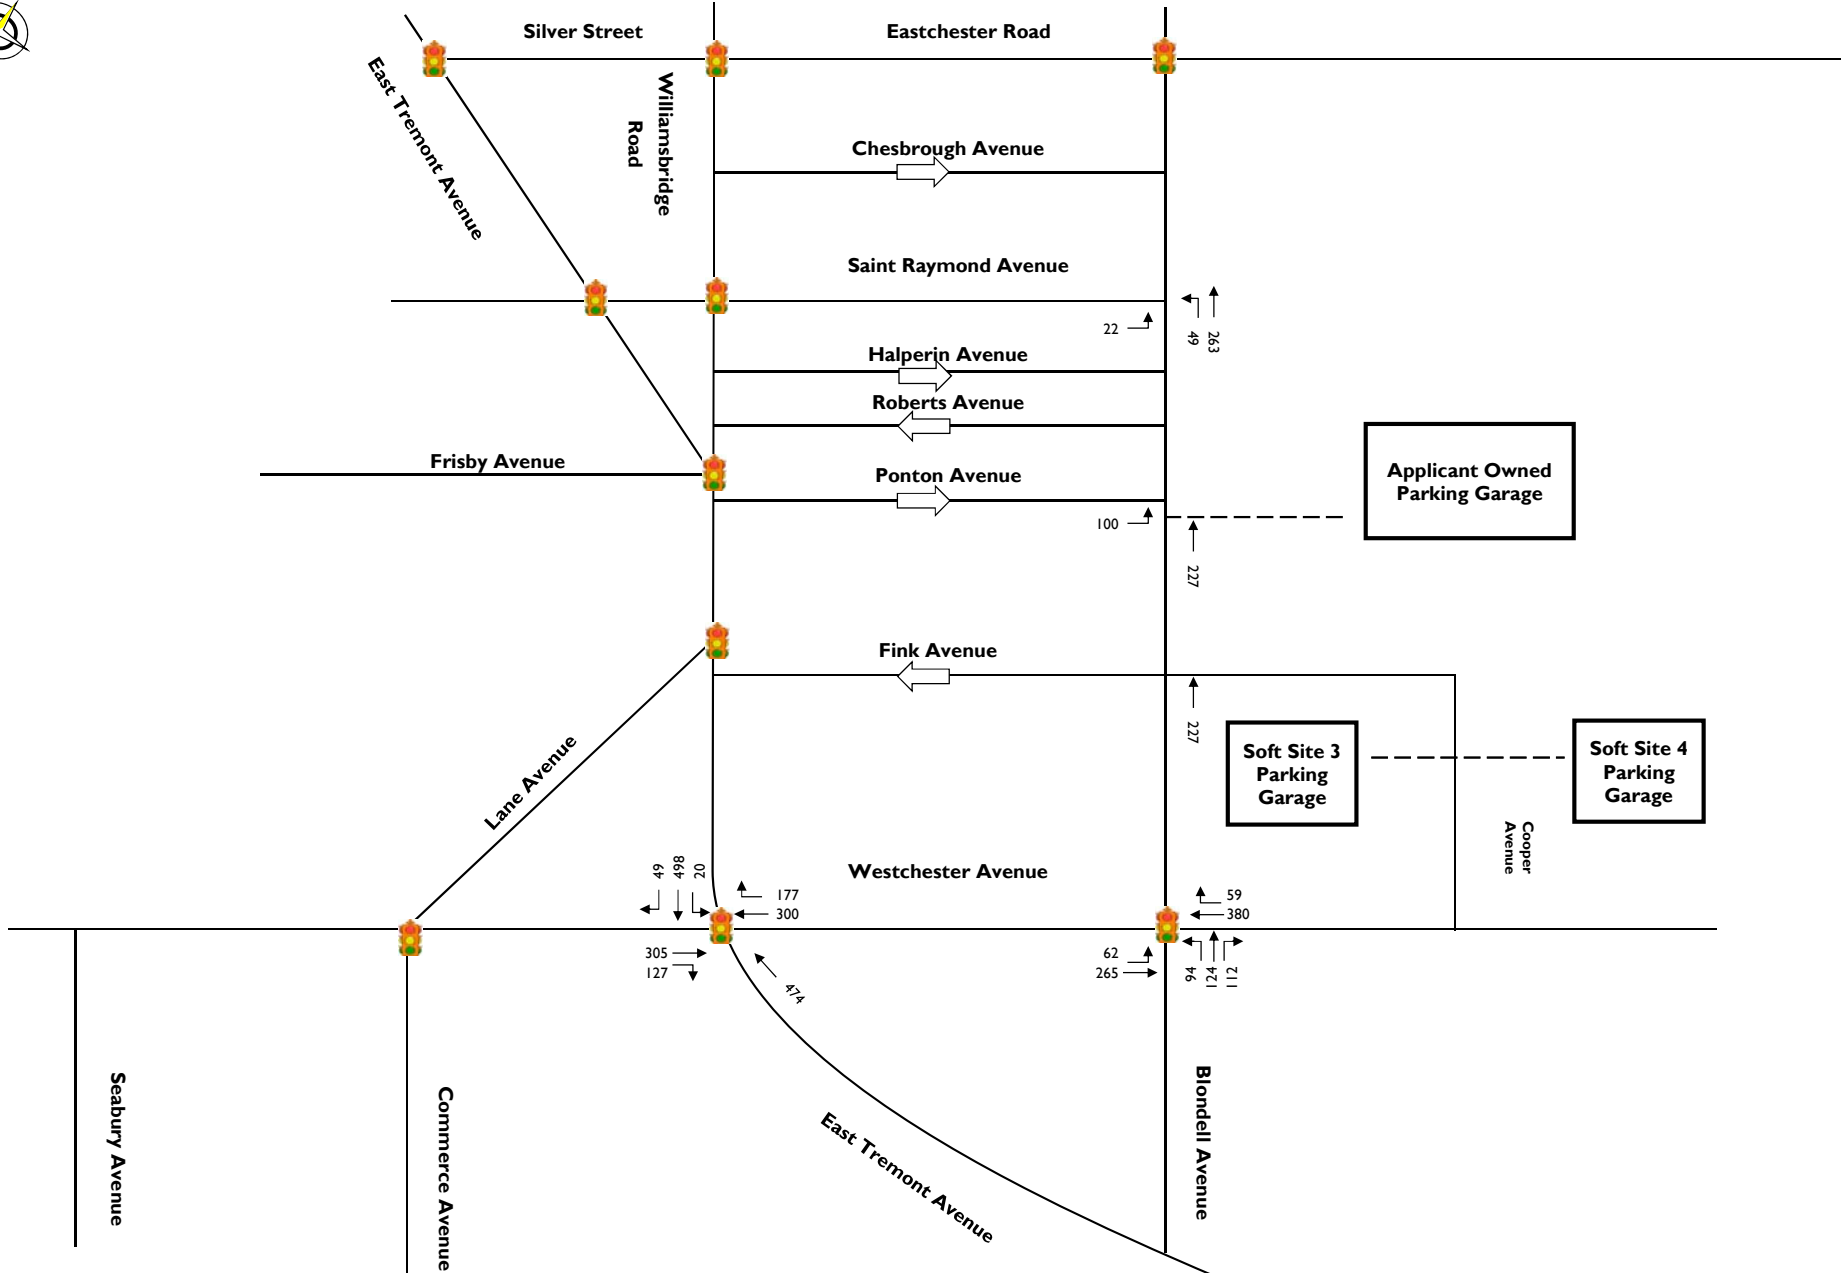 Silver Street
Eastchester Road
East Tremont Avenue
Williamsbridge
Road
Chesbrough Avenue
Saint Raymond Avenue
22
49
263
Halperin Avenue
Roberts Avenue
Frisby Avenue
Ponton Avenue
100
227
Applicant Owned
Parking Garage
Fink Avenue
227
Soft Site 3
Parking
Garage
Soft Site 4
Parking
Garage
Lane Avenue
Cooper
Avenue
Westchester Avenue
49
498
20
177
300
305
127
474
59
380
62
265
94
124
112
Seabury Avenue
Commerce Avenue
East Tremont Avenue
Blondell Avenue